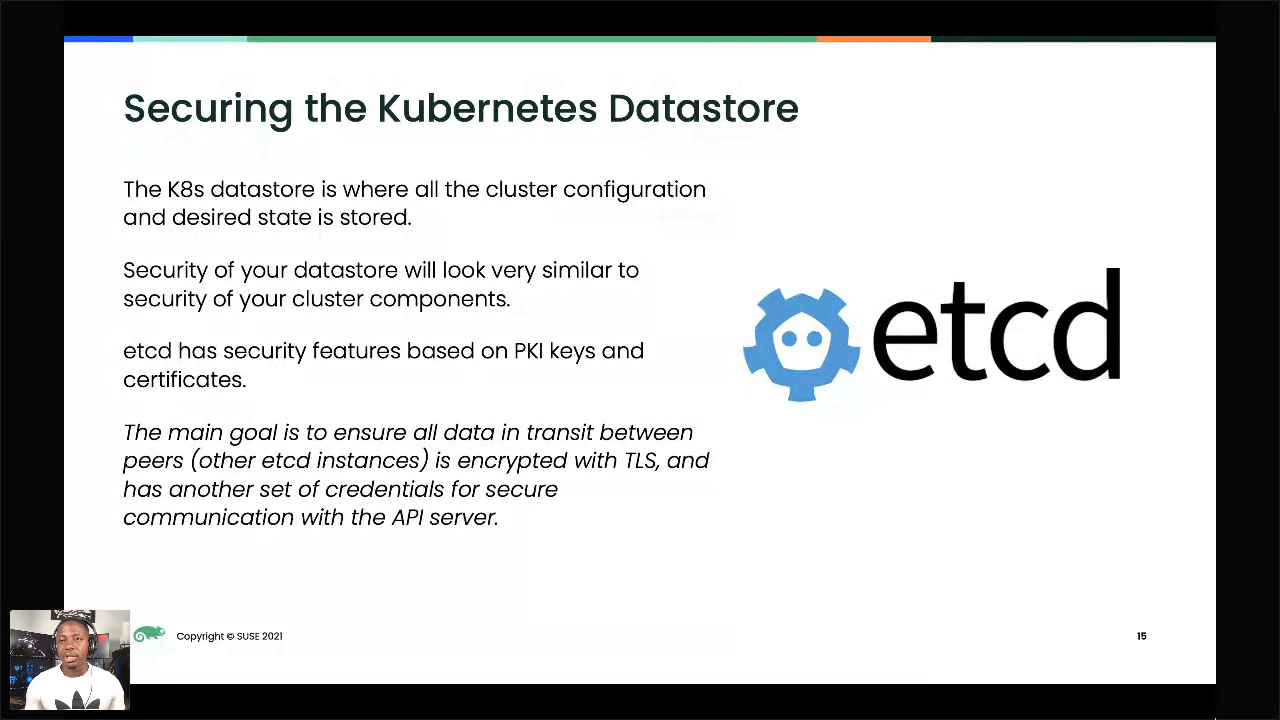 Securing the Kubernetes Datastore
The K8s datastore is where all the cluster configuration
and desired state is stored.
Security of your datastore will look very similar to
security of your cluster components.
etcd has security features based on PKI keys and
certificates.
The main goal is to ensure all data in transit between
peers (other etcd instances) is encrypted with TLS, and
has another set of credentials for secure
communication with the API server.
etcd
Copyright © SUSE 2021
15